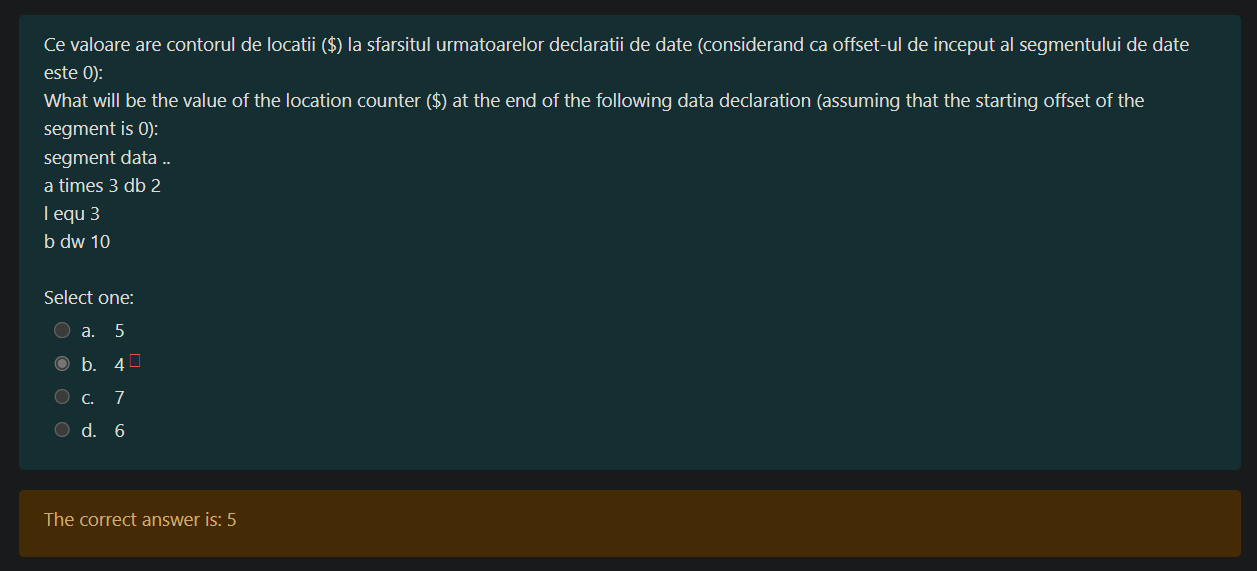 Ce valoare are contorul de locatii ($) la sfarsitul urmatoarelor declaratii de date (considerand ca offset-ul de inceput al segmentului de date
este 0):
What will be the value of the location counter ($) at the end of the following data declaration (assuming that the starting offset of the
segment is 0):
segment data ..
a times 3 db 2
l equ 3
b dw 10
Select one:
a. 5
b. 4
c. 7
d. 6
The correct answer is: 5